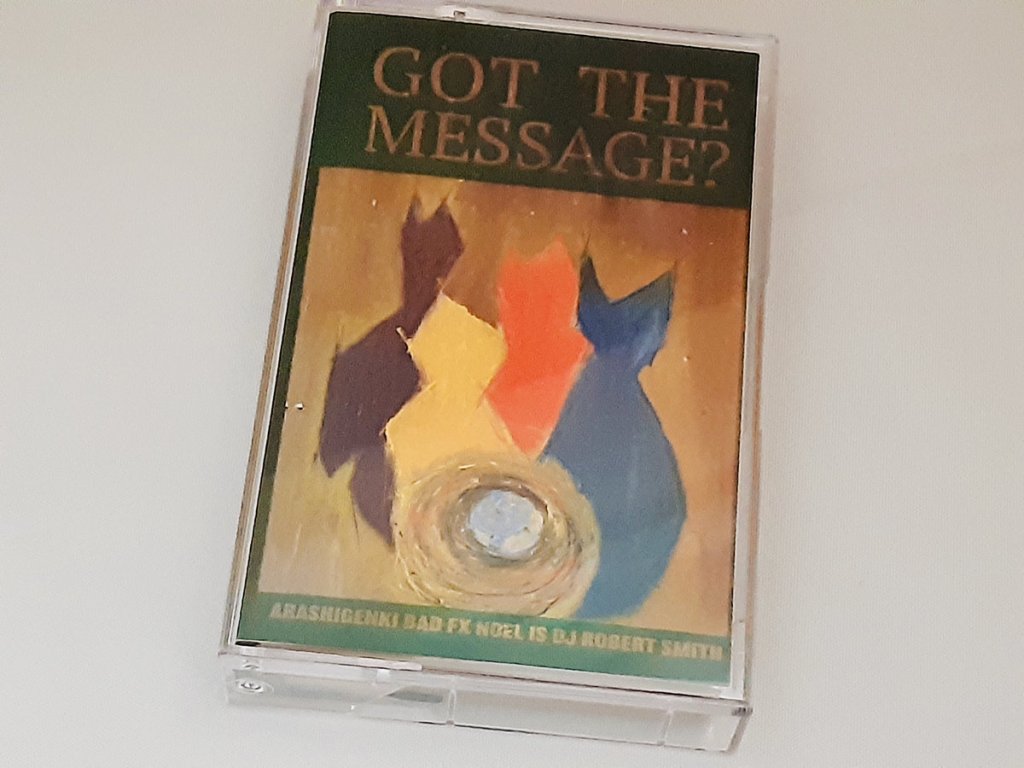 GOT THE
MESSAGE?
ARASHIGENKI BAD FX NOEL IS DJ ROBERT SMITH